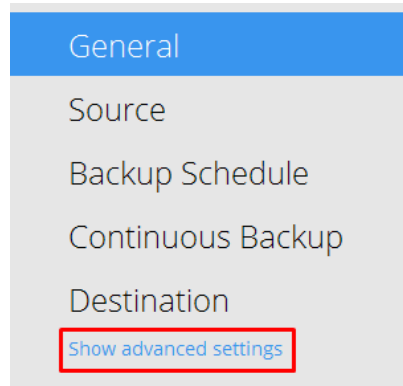 General
Source
Backup Schedule
Continuous Backup
Destination
Show advanced settings